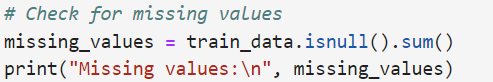 # Check for missing values
missing_values = train_data.isnull().sum()
print("Missing values:\n", missing_values)